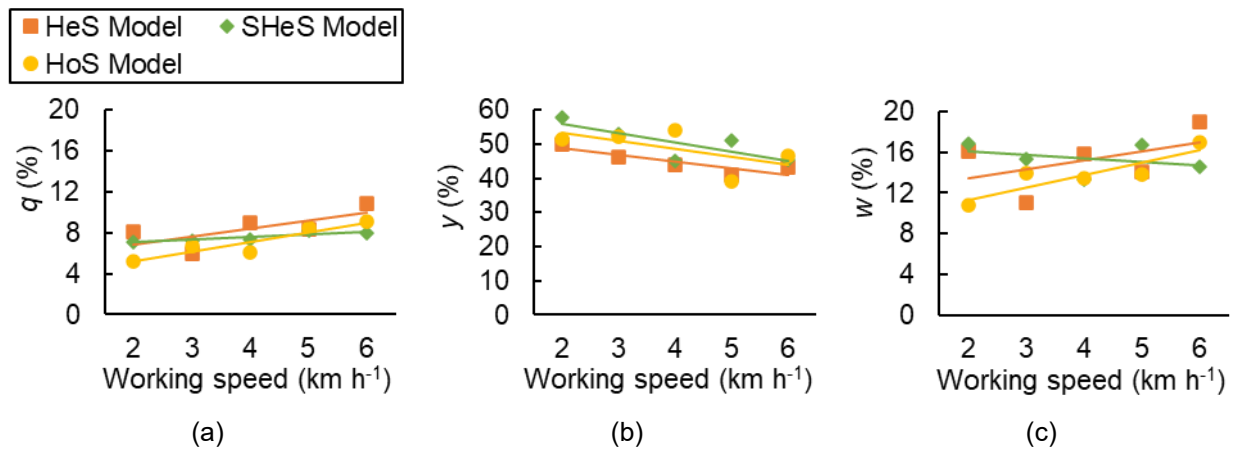 HeS Model SHeS Model
HoS Model
20
16
12
8
4
0
q (%)
2 3 4 5 6
Working speed (km h⁻¹)
(a)
60
50
40
30
20
10
0
y (%)
2 3 4 5 6
Working speed (km h⁻¹)
(b)
20
16
12
8
4
0
w (%)
2 3 4 5 6
Working speed (km h⁻¹)
(c)